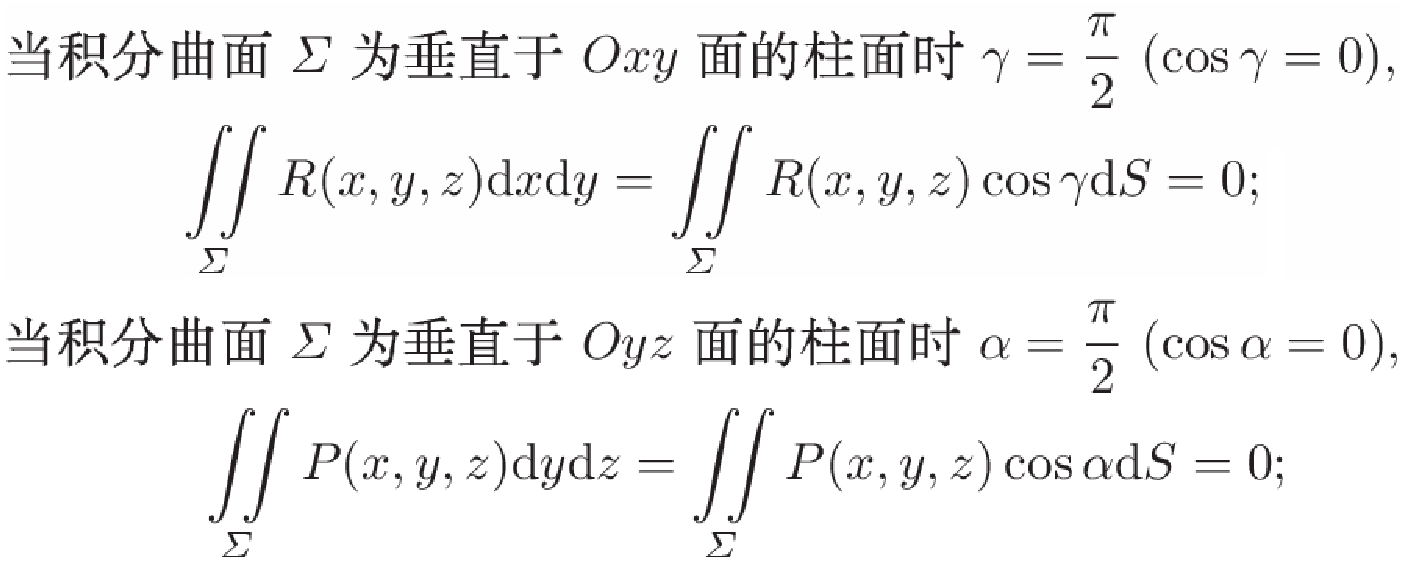 当积分曲面 Σ 为垂直于 Oxy 面的柱面时 γ = π/2 (cos γ = 0),
∬_Σ R(x, y, z)dxdy = ∬_Σ R(x, y, z) cos γdS = 0;
当积分曲面 Σ 为垂直于 Oyz 面的柱面时 α = π/2 (cos α = 0),
∬_Σ P(x, y, z)dydz = ∬_Σ P(x, y, z) cos αdS = 0;